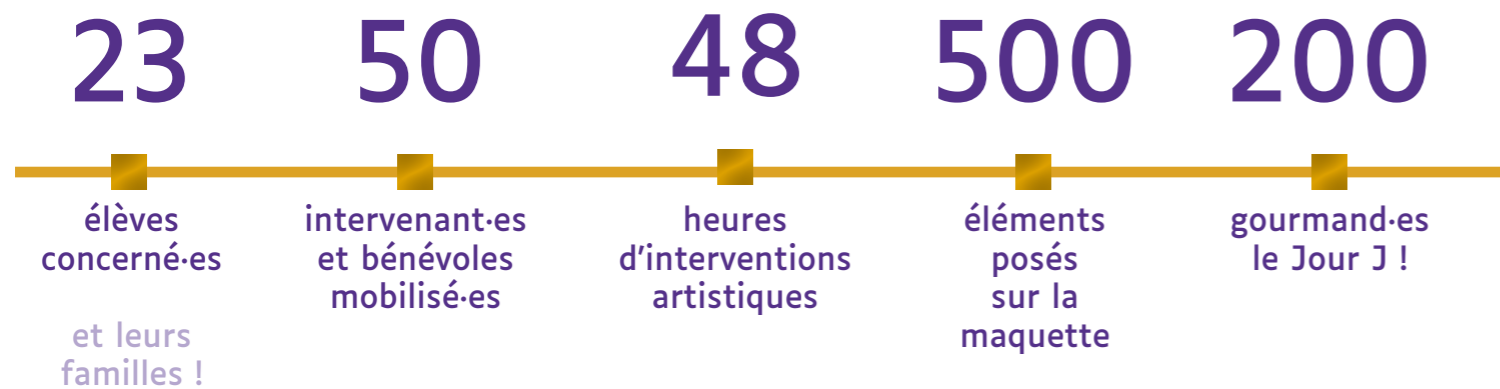 23
élèves
concerné·es
et leurs
familles !
50
intervenant·es
et bénévoles
mobilisé·es
48
heures
d’interventions
artistiques
500
éléments
posés
sur la
maquette
200
gourmand·es
le Jour J !